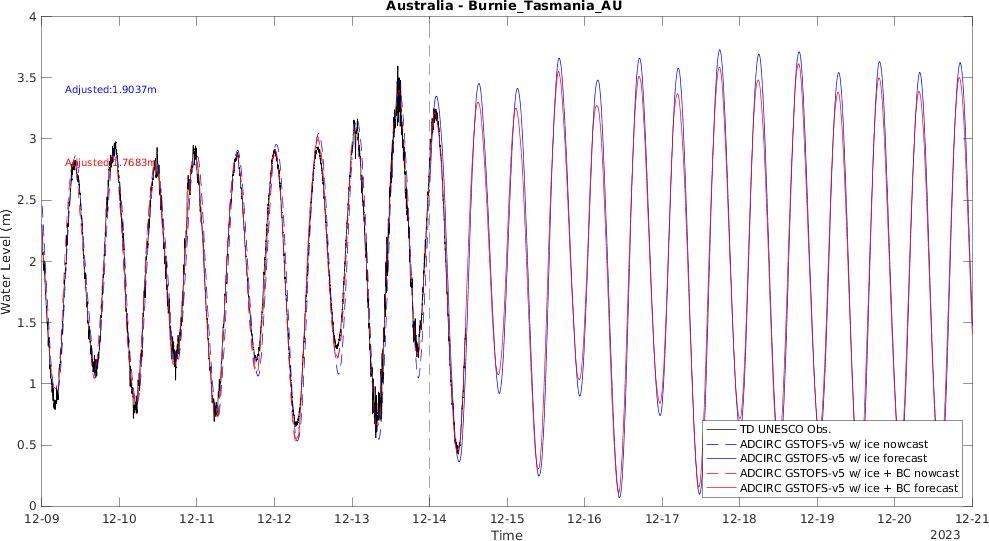 Australia - Burnie_Tasmania_AU
4
3.5
3
2.5
2
1.5
1
0.5
0
Water Level (m)
Adjusted:1.9037m
Adjusted:1.7683m
TD UNESCO Obs.
ADCIRC GSTOFS-v5 w/ ice nowcast
ADCIRC GSTOFS-v5 w/ ice forecast
ADCIRC GSTOFS-v5 w/ ice + BC nowcast
ADCIRC GSTOFS-v5 w/ ice + BC forecast
12-09 12-10 12-11 12-12 12-13 12-14 12-15 12-16 12-17 12-18 12-19 12-20 12-21
Time
2023